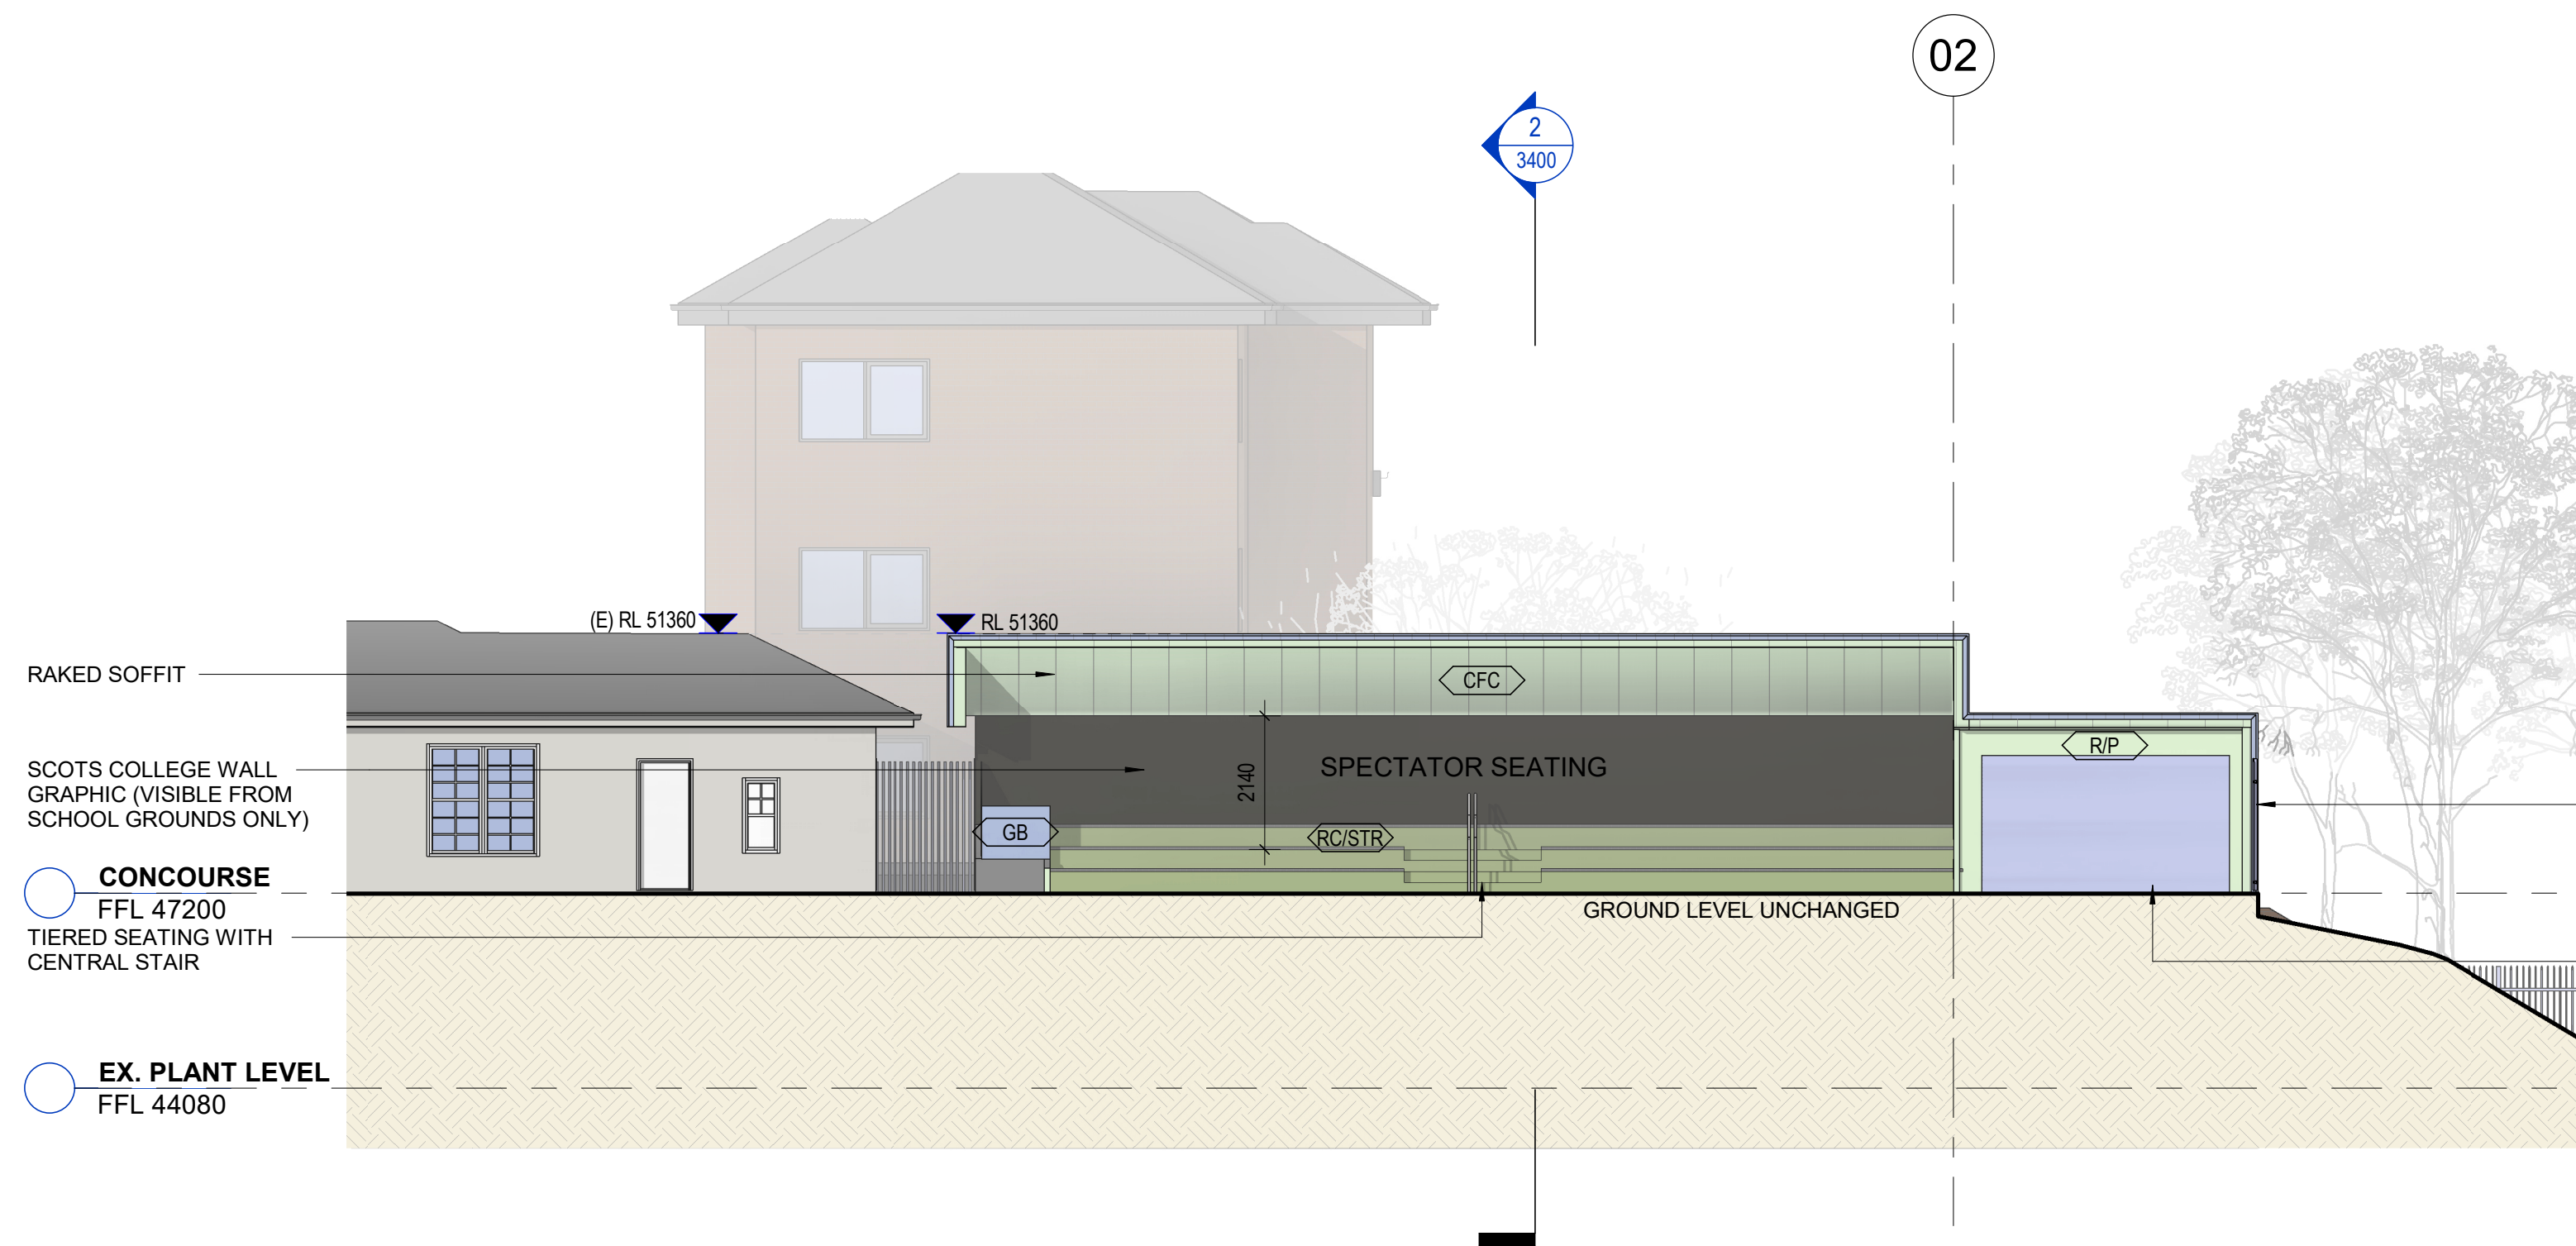 02
2
3400
(E) RL 51360
RL 51360
RAKED SOFFIT
CFC
R/P
SCOTS COLLEGE WALL
GRAPHIC (VISIBLE FROM
SCHOOL GROUNDS ONLY)
SPECTATOR SEATING
2140
GB
RC/STR
CONCOURSE
FFL 47200
GROUND LEVEL UNCHANGED
TIERED SEATING WITH
CENTRAL STAIR
EX. PLANT LEVEL
FFL 44080